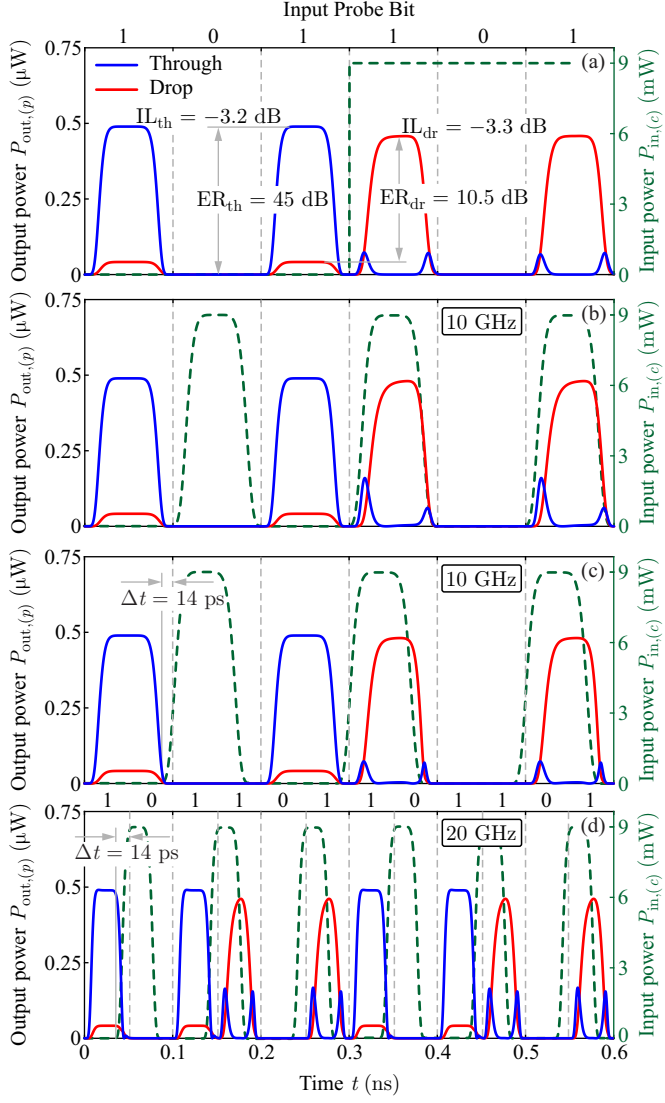 Input Probe Bit
1 0 1 1 0 1
Output power P_out,(p) (μW)
0.75
0.5
0.25
0
Through
Drop
IL_th = −3.2 dB
ER_th = 45 dB
IL_dr = −3.3 dB
ER_dr = 10.5 dB
(a)
9
6
3
0
Input power P_in,(c) (mW)
Output power P_out,(p) (μW)
0.75
0.5
0.25
0
10 GHz
(b)
9
6
3
0
Input power P_in,(c) (mW)
Output power P_out,(p) (μW)
0.75
0.5
0.25
0
Δt = 14 ps
10 GHz
(c)
9
6
3
0
Input power P_in,(c) (mW)
1 0 1 1 0 1 1 0 1 1 0 1
Output power P_out,(p) (μW)
0.75
0.5
0.25
0
Δt = 14 ps
20 GHz
(d)
9
6
3
0
Input power P_in,(c) (mW)
0 0.1 0.2 0.3 0.4 0.5 0.6
Time t (ns)